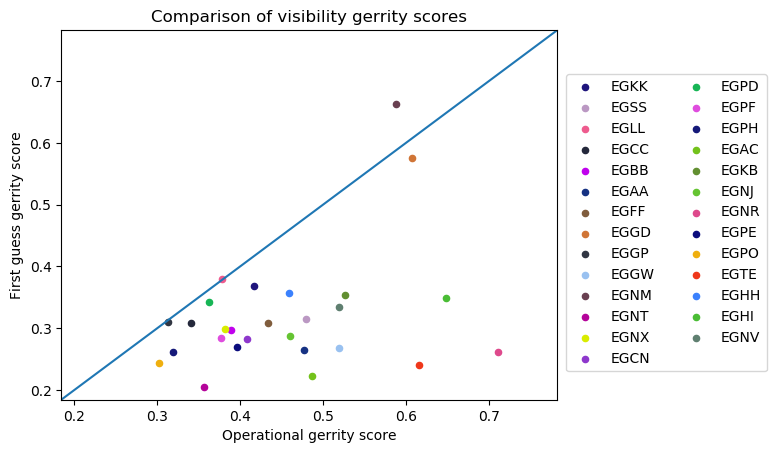 Comparison of visibility gerrity scores
First guess gerrity score
0.7
0.6
0.5
0.4
0.3
0.2
0.2 0.3 0.4 0.5 0.6 0.7
Operational gerrity score
EGKK
EGSS
EGLL
EGCC
EGBB
EGAA
EGFF
EGGD
EGGP
EGGW
EGNM
EGNT
EGNX
EGCN
EGPD
EGPF
EGPH
EGAC
EGKB
EGNJ
EGNR
EGPE
EGPO
EGTE
EGHH
EGHI
EGNV